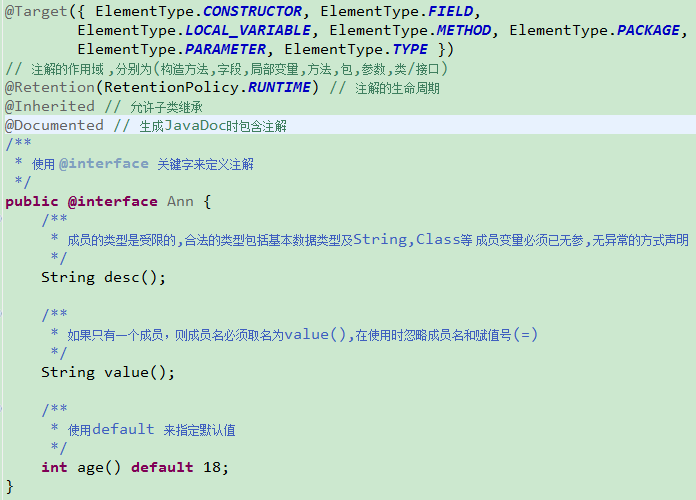 @Target({ ElementType.CONSTRUCTOR, ElementType.FIELD,
        ElementType.LOCAL_VARIABLE, ElementType.METHOD, ElementType.PACKAGE,
        ElementType.PARAMETER, ElementType.TYPE })
// 注解的作用域 ,分别为(构造方法,字段,局部变量,方法,包,参数,类/接口)
@Retention(RetentionPolicy.RUNTIME) // 注解的生命周期
@Inherited // 允许子类继承
@Documented // 生成JavaDoc时包含注解
/**
 * 使用 @interface 关键字来定义注解
 */
public @interface Ann {
    /**
     * 成员的类型是受限的,合法的类型包括基本数据类型及String,Class等 成员变量必须已无参,无异常的方式声明
     */
    String desc();

    /**
     * 如果只有一个成员，则成员名必须取名为value(),在使用时忽略成员名和赋值号(=)
     */
    String value();

    /**
     * 使用default 来指定默认值
     */
    int age() default 18;
}